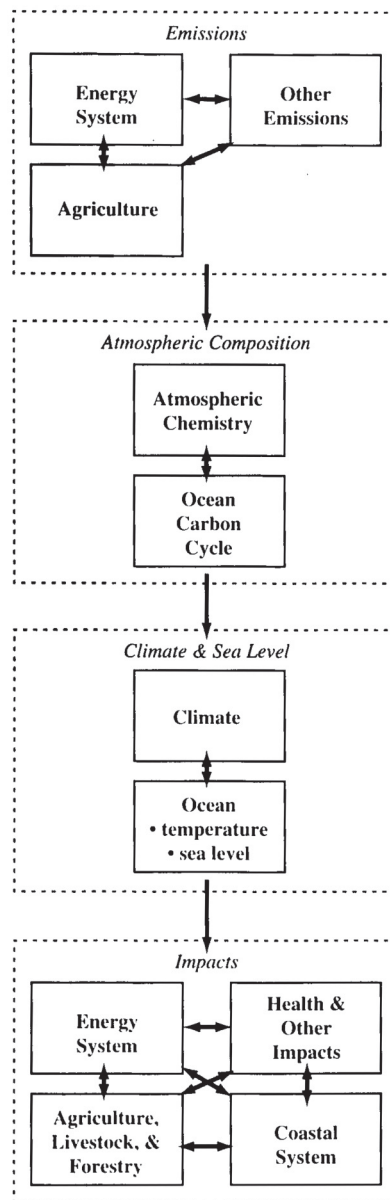 Emissions
Energy
System
Other
Emissions
Agriculture
Atmospheric Composition
Atmospheric
Chemistry
Ocean
Carbon
Cycle
Climate & Sea Level
Climate
Ocean
• temperature
• sea level
Impacts
Energy
System
Health &
Other
Impacts
Agriculture,
Livestock, &
Forestry
Coastal
System